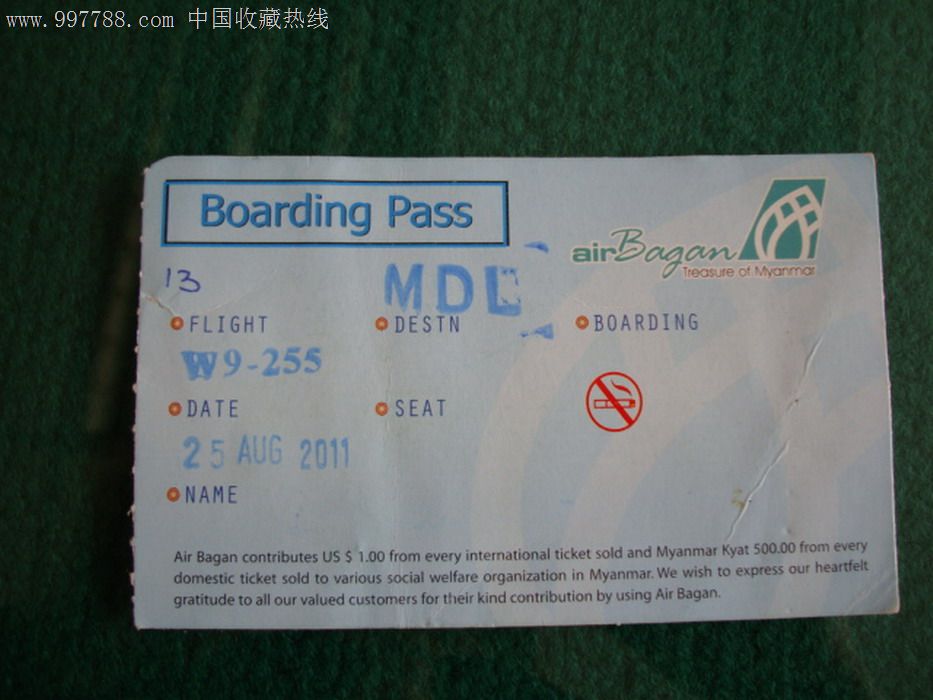 www.997788.com 中国收藏热线
Boarding Pass
airBagan
Treasure of Myanmar
13
MDL
FLIGHT
DESTN
BOARDING
W9-255
DATE
SEAT
25 AUG 2011
NAME
Air Bagan contributes US $ 1.00 from every international ticket sold and Myanmar Kyat 500.00 from every
domestic ticket sold to various social welfare organization in Myanmar. We wish to express our heartfelt
gratitude to all our valued customers for their kind contribution by using Air Bagan.